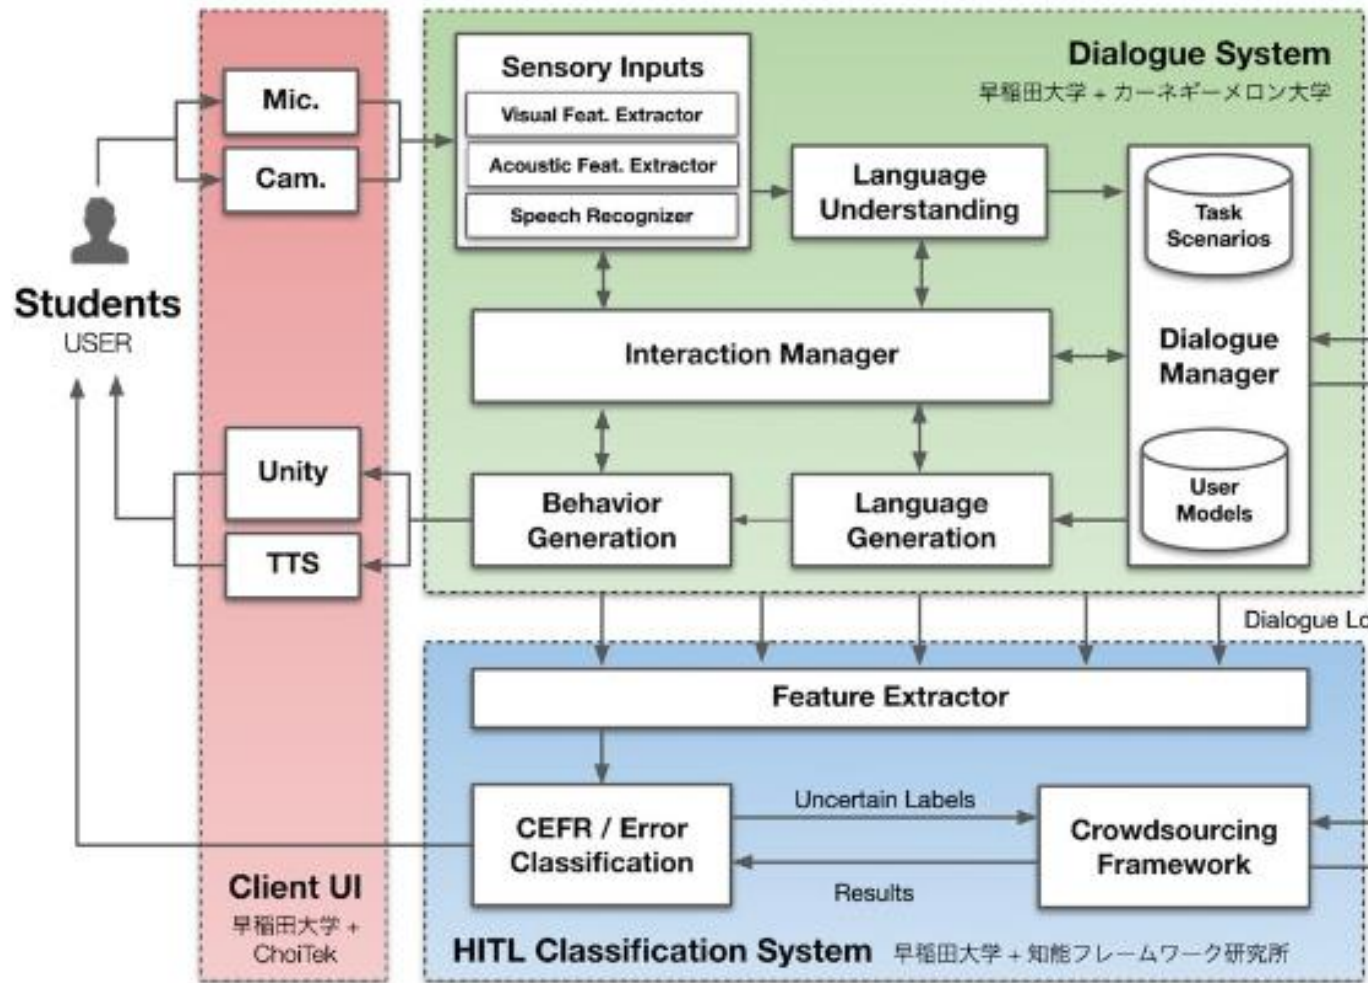 Dialogue System
早稲田大学 + カーネギーメロン大学
Sensory Inputs
Visual Feat. Extractor
Acoustic Feat. Extractor
Speech Recognizer
Mic.
Cam.
Language
Understanding
Task
Scenarios
Students
USER
Interaction Manager
Dialogue
Manager
Unity
TTS
Behavior
Generation
Language
Generation
User
Models
Dialogue Lo
Feature Extractor
CEFR / Error
Classification
Uncertain Labels
Results
Crowdsourcing
Framework
Client UI
早稲田大学 +
ChoiTek
HITL Classification System 早稲田大学 + 知能フレームワーク研究所